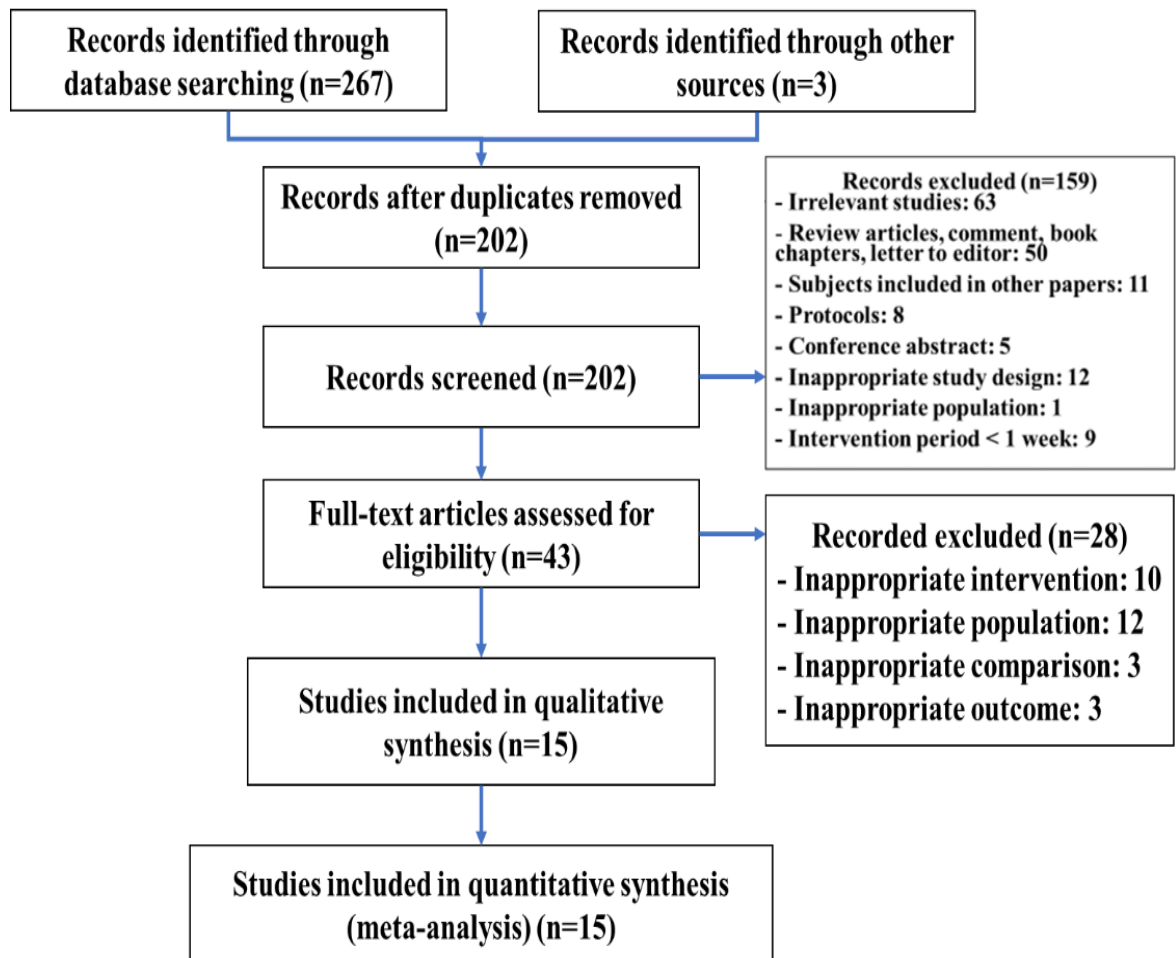 Records identified through
database searching (n=267)
Records identified through other
sources (n=3)
Records after duplicates removed
(n=202)
Records excluded (n=159)
- Irrelevant studies: 63
- Review articles, comment, book
chapters, letter to editor: 50
- Subjects included in other papers: 11
- Protocols: 8
- Conference abstract: 5
- Inappropriate study design: 12
- Inappropriate population: 1
- Intervention period < 1 week: 9
Records screened (n=202)
Full-text articles assessed for
eligibility (n=43)
Recorded excluded (n=28)
- Inappropriate intervention: 10
- Inappropriate population: 12
- Inappropriate comparison: 3
- Inappropriate outcome: 3
Studies included in qualitative
synthesis (n=15)
Studies included in quantitative synthesis
(meta-analysis) (n=15)